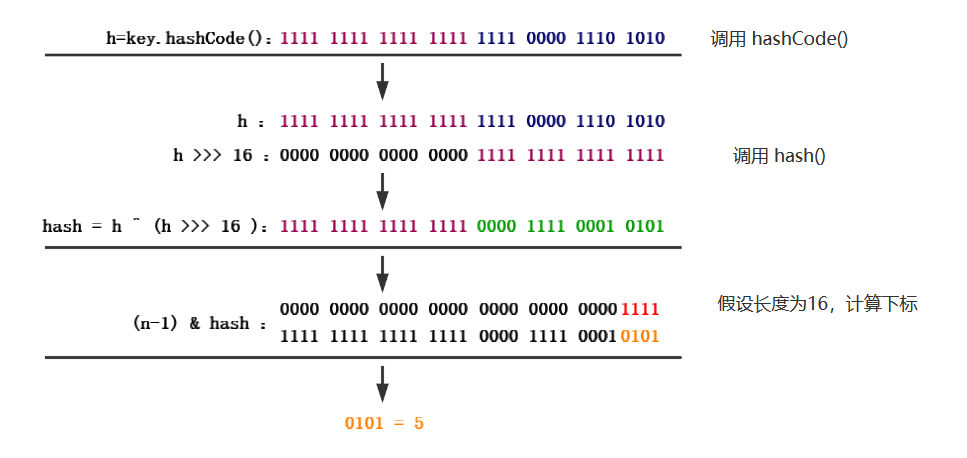 h=key.hashCode()：1111 1111 1111 1111 1111 0000 1110 1010 调用 hashCode()
h ：1111 1111 1111 1111 1111 0000 1110 1010
h >>> 16 ：0000 0000 0000 0000 1111 1111 1111 1111 调用 hash()
hash = h ^ (h >>> 16 )：1111 1111 1111 1111 0000 1111 0001 0101
0000 0000 0000 0000 0000 0000 0000 1111 假设长度为16，计算下标
(n-1) & hash ：
1111 1111 1111 1111 0000 1111 0001 0101
0101 = 5